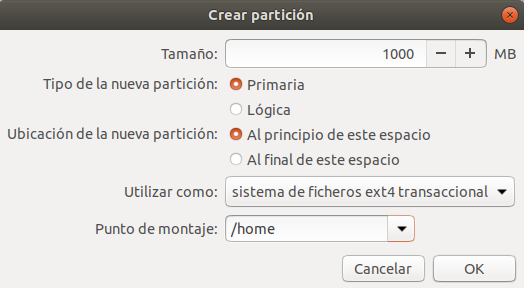 Crear partición
Tamaño: 1000 MB
Tipo de la nueva partición: Primaria
Lógica
Ubicación de la nueva partición: Al principio de este espacio
Al final de este espacio
Utilizar como: sistema de ficheros ext4 transaccional
Punto de montaje: /home
Cancelar OK